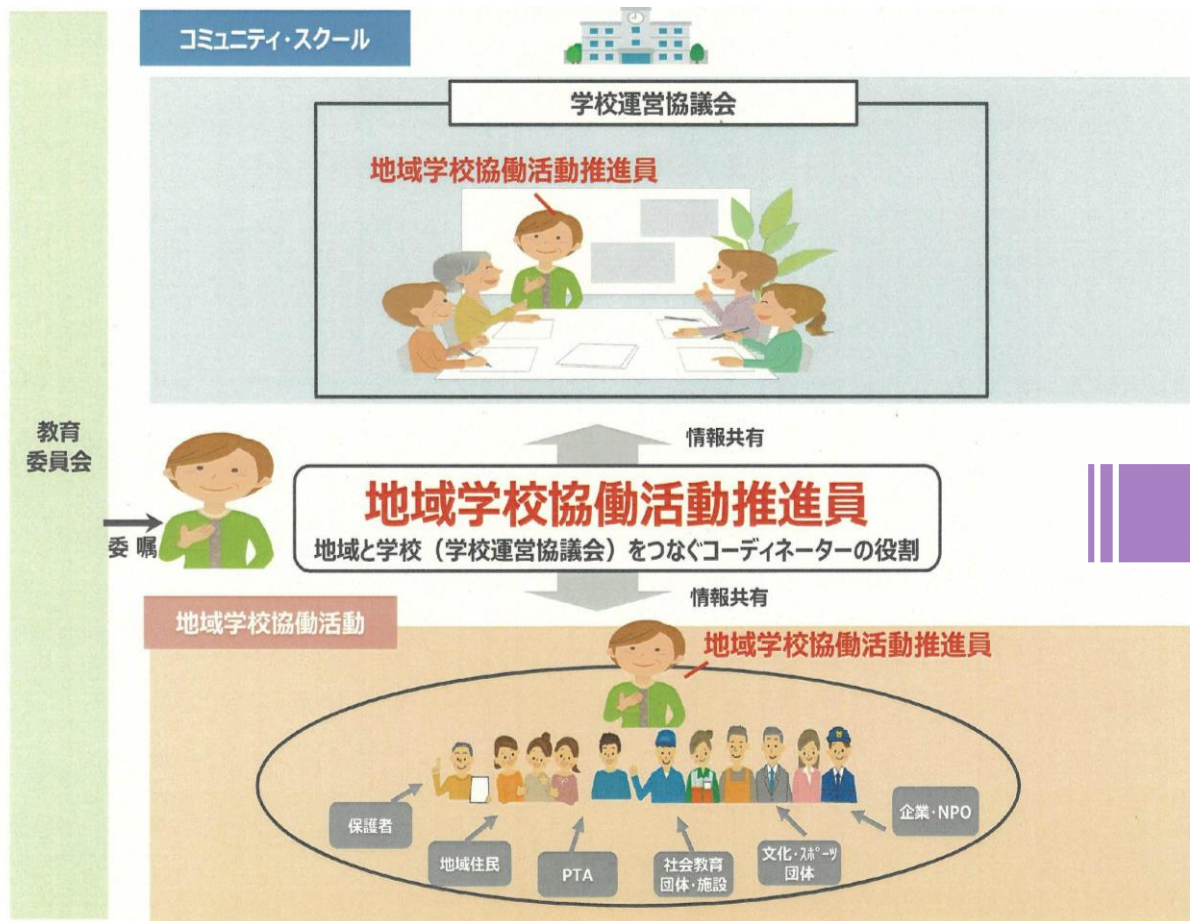 コミュニティ・スクール
学校運営協議会
地域学校協働活動推進員
教育
委員会
情報共有
委嘱
地域学校協働活動推進員
地域と学校（学校運営協議会）をつなぐコーディネーターの役割
情報共有
地域学校協働活動
地域学校協働活動推進員
保護者
地域住民
PTA
社会教育
団体・施設
文化・ｽﾎﾟｰﾂ
団体
企業・NPO